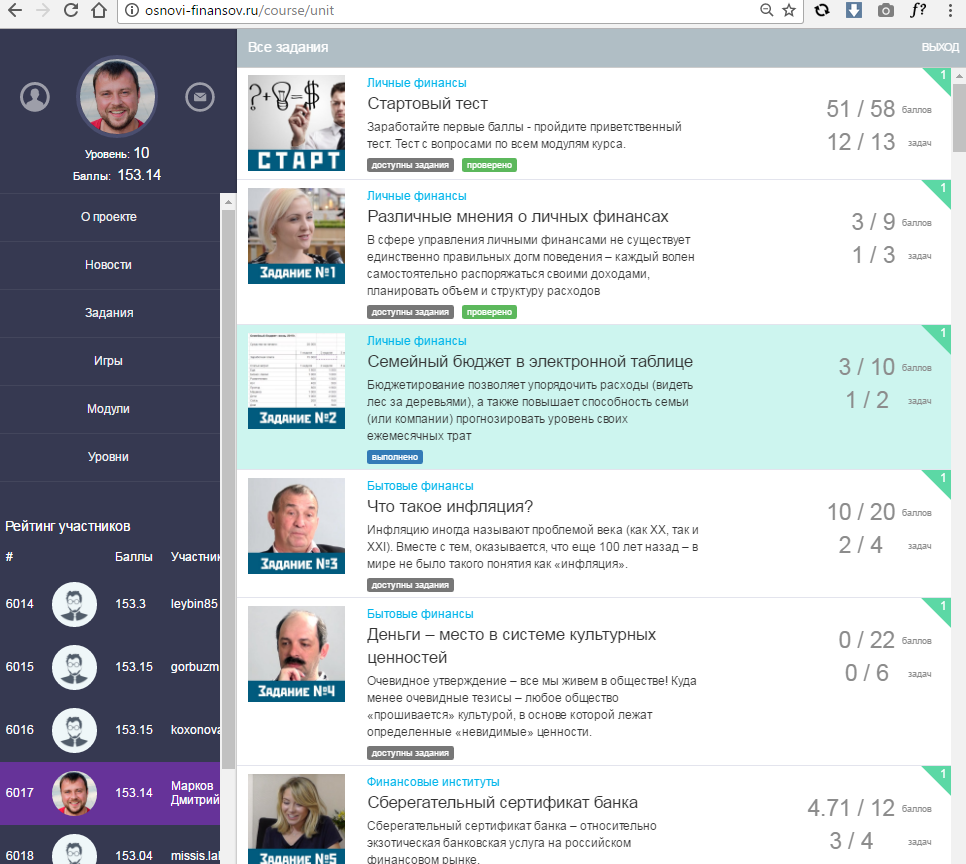 osnovi-finansov.ru/course/unit
f?
Все задания
ВЫХОД
Уровень: 10
Баллы: 153.14
О проекте
Новости
Задания
Игры
Модули
Уровни
Рейтинг участников
# Баллы Участник
6014 153.3 leybin85
6015 153.15 gorbuzm
6016 153.15 koxonova
6017 153.14 Марков
Дмитрий
6018 153.04 missis.lal
?+ =$
СТАРТ
Личные финансы
Стартовый тест
Заработайте первые баллы - пройдите приветственный
тест. Тест с вопросами по всем модулям курса.
доступны задания проверено
1
51 / 58 баллов
12 / 13 задач
ЗАДАНИЕ №1
Личные финансы
Различные мнения о личных финансах
В сфере управления личными финансами не существует
единственно правильных догм поведения – каждый волен
самостоятельно распоряжаться своими доходами,
планировать объем и структуру расходов
доступны задания проверено
1
3 / 9 баллов
1 / 3 задач
ЗАДАНИЕ №2
Личные финансы
Семейный бюджет в электронной таблице
Бюджетирование позволяет упорядочить расходы (видеть
лес за деревьями), а также повышает способность семьи
(или компании) прогнозировать уровень своих
ежемесячных трат
выполнено
1
3 / 10 баллов
1 / 2 задач
ЗАДАНИЕ №3
Бытовые финансы
Что такое инфляция?
Инфляцию иногда называют проблемой века (как XX, так и
XXI). Вместе с тем, оказывается, что еще 100 лет назад – в
мире не было такого понятия как «инфляция».
доступны задания
1
10 / 20 баллов
2 / 4 задач
ЗАДАНИЕ №4
Бытовые финансы
Деньги – место в системе культурных
ценностей
Очевидное утверждение – все мы живем в обществе! Куда
менее очевидные тезисы – любое общество
«прошивается» культурой, в основе которой лежат
определенные «невидимые» ценности.
доступны задания
1
0 / 22 баллов
0 / 6 задач
ЗАДАНИЕ №5
Финансовые институты
Сберегательный сертификат банка
Сберегательный сертификат банка – относительно
экзотическая банковская услуга на российском
финансовом рынке.
1
4.71 / 12 баллов
3 / 4 задач